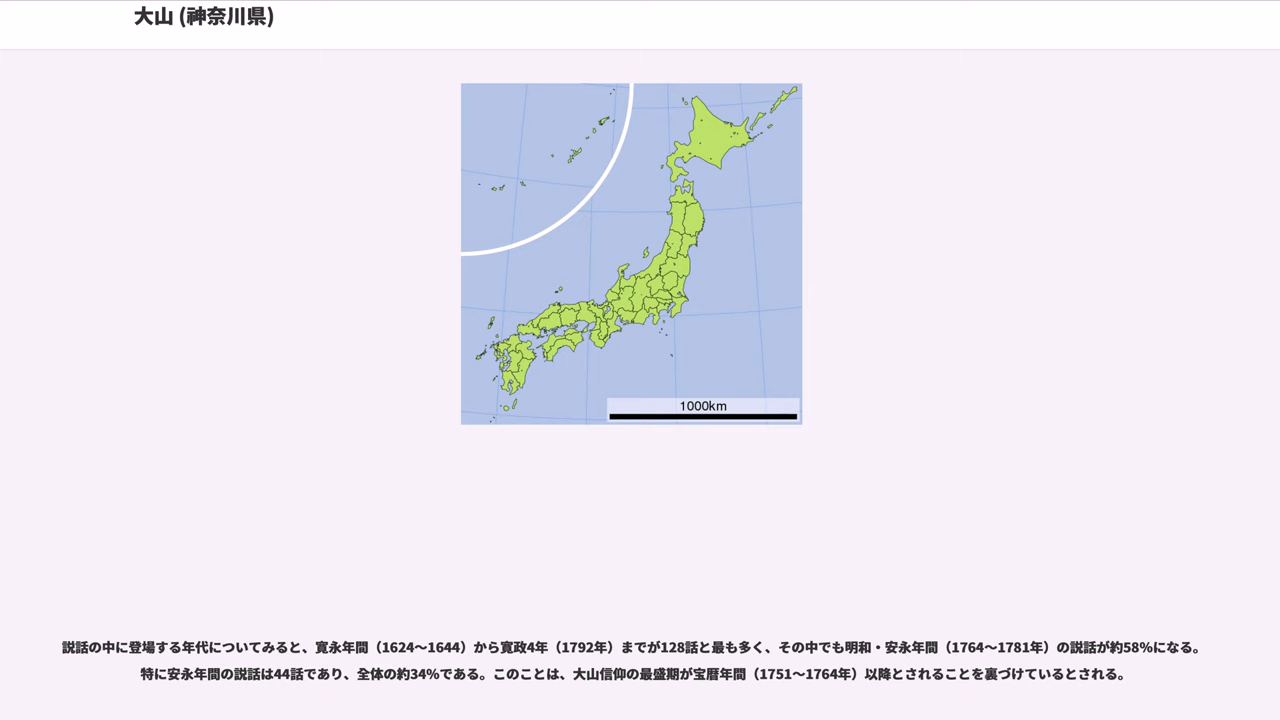 大山 (神奈川県)
1000km
説話の中に登場する年代についてみると、寛永年間（1624〜1644）から寛政4年（1792年）までが128話と最も多く、その中でも明和・安永年間（1764〜1781年）の説話が約58%になる。
特に安永年間の説話は44話であり、全体の約34%である。このことは、大山信仰の最盛期が宝暦年間（1751〜1764年）以降とされることを裏づけているとされる。